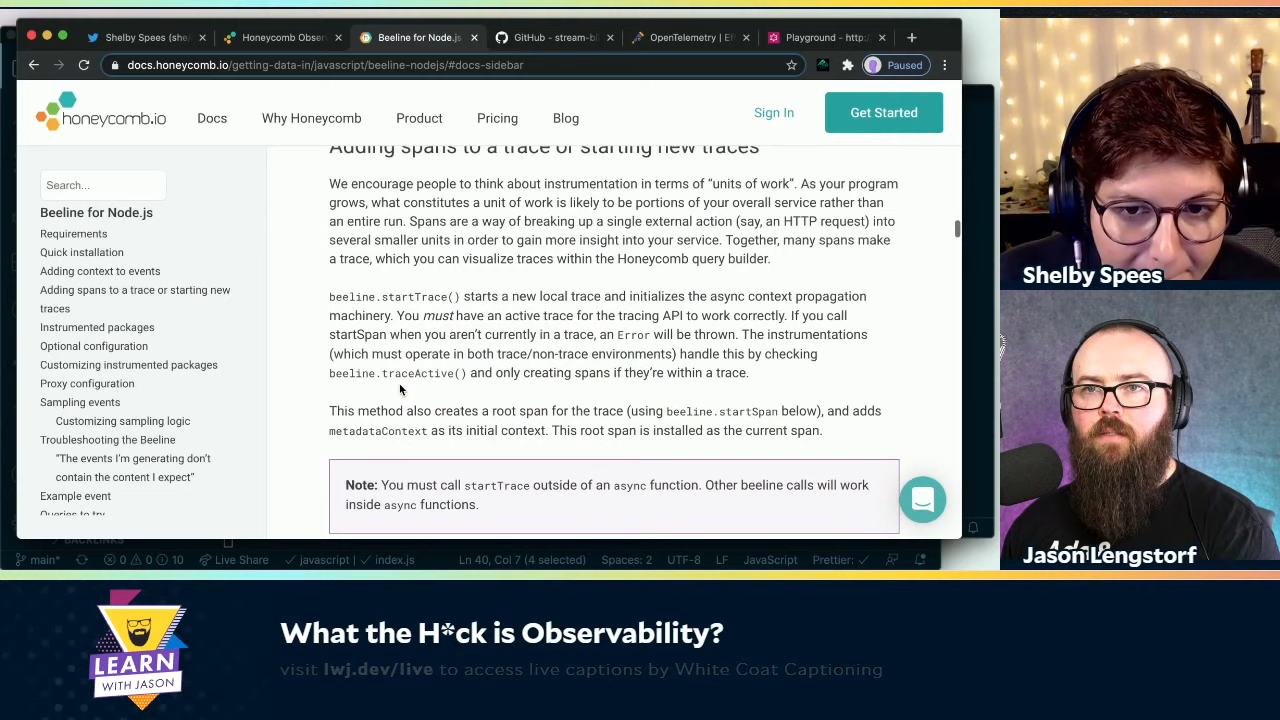 Shelby Spees (she/
Honeycomb Obser
Beeline for Node.js
GitHub - stream-bl
OpenTelemetry | Ef
Playground - http:/
docs.honeycomb.io/getting-data-in/javascript/beeline-nodejs/#docs-sidebar
Paused
honeycomb.io
Docs
Why Honeycomb
Product
Pricing
Blog
Sign In
Get Started
Search...
Beeline for Node.js
Requirements
Quick installation
Adding context to events
Adding spans to a trace or starting new
traces
Instrumented packages
Optional configuration
Customizing instrumented packages
Proxy configuration
Sampling events
Customizing sampling logic
Troubleshooting the Beeline
“The events I’m generating don’t
contain the content I expect”
Example event
Queries to try
Adding spans to a trace or starting new traces
We encourage people to think about instrumentation in terms of “units of work”. As your program
grows, what constitutes a unit of work is likely to be portions of your overall service rather than
an entire run. Spans are a way of breaking up a single external action (say, an HTTP request) into
several smaller units in order to gain more insight into your service. Together, many spans make
a trace, which you can visualize traces within the Honeycomb query builder.
beeline.startTrace() starts a new local trace and initializes the async context propagation
machinery. You must have an active trace for the tracing API to work correctly. If you call
startSpan when you aren’t currently in a trace, an Error will be thrown. The instrumentations
(which must operate in both trace/non-trace environments) handle this by checking
beeline.traceActive() and only creating spans if they’re within a trace.
This method also creates a root span for the trace (using beeline.startSpan below), and adds
metadataContext as its initial context. This root span is installed as the current span.
Note: You must call startTrace outside of an async function. Other beeline calls will work
inside async functions.
BACKLINKS
main*
0
0
10
Live Share
javascript | index.js
Ln 40, Col 7 (4 selected)
Spaces: 2
UTF-8
LF
JavaScript
Prettier:
Shelby Spees
Jason Lengstorf
LEARN
WITH JASON
What the H*ck is Observability?
visit lwj.dev/live to access live captions by White Coat Captioning